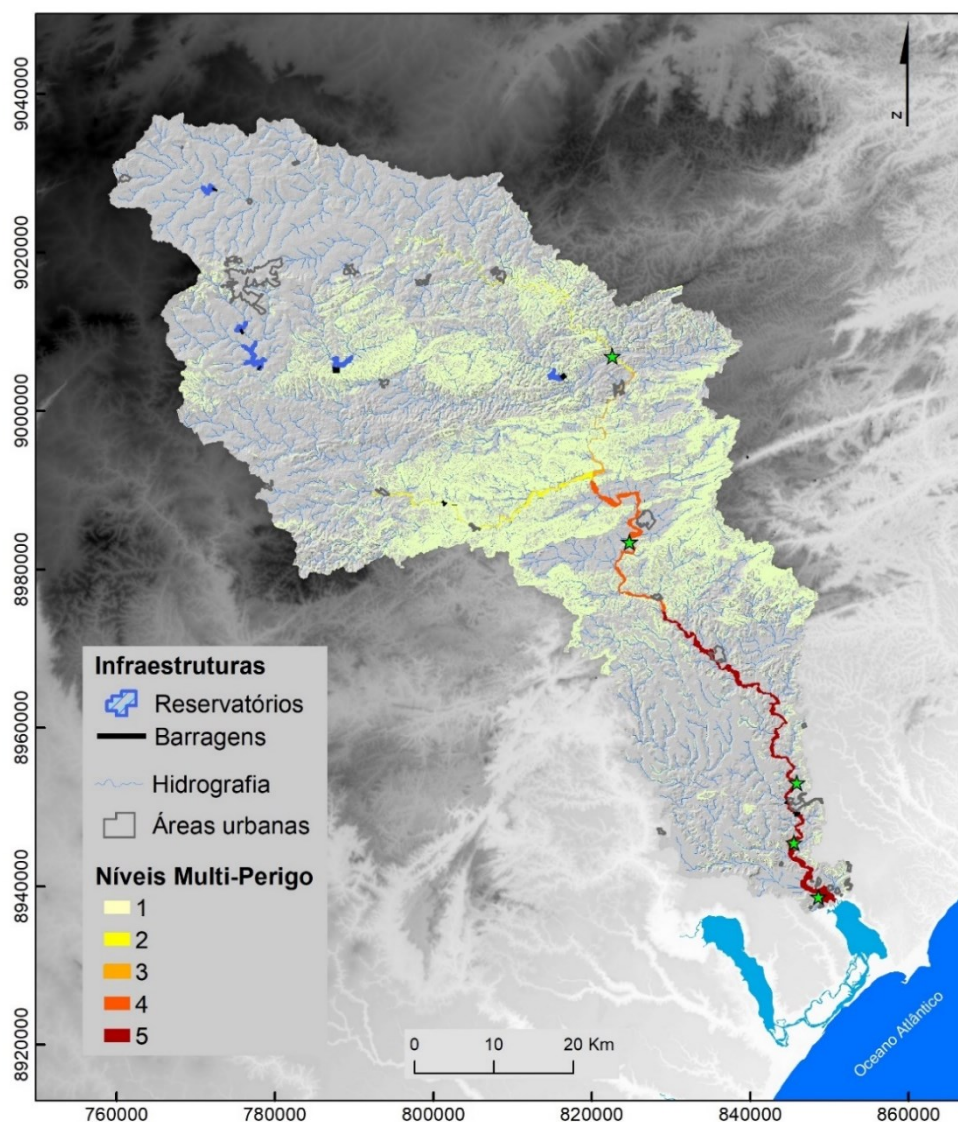 9040000
9020000
9000000
8980000
8960000
8940000
8920000
N
Infraestruturas
Reservatórios
Barragens
Hidrografia
Áreas urbanas
Níveis Multi-Perigo
1
2
3
4
5
0 10 20 Km
Oceano Atlântico
760000 780000 800000 820000 840000 860000